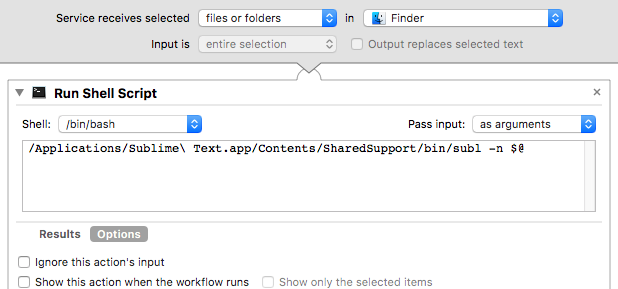 Service receives selected files or folders in Finder
Input is entire selection Output replaces selected text
Run Shell Script
Shell: /bin/bash Pass input: as arguments
/Applications/Sublime\ Text.app/Contents/SharedSupport/bin/subl -n $@
Results Options
Ignore this action's input
Show this action when the workflow runs Show only the selected items